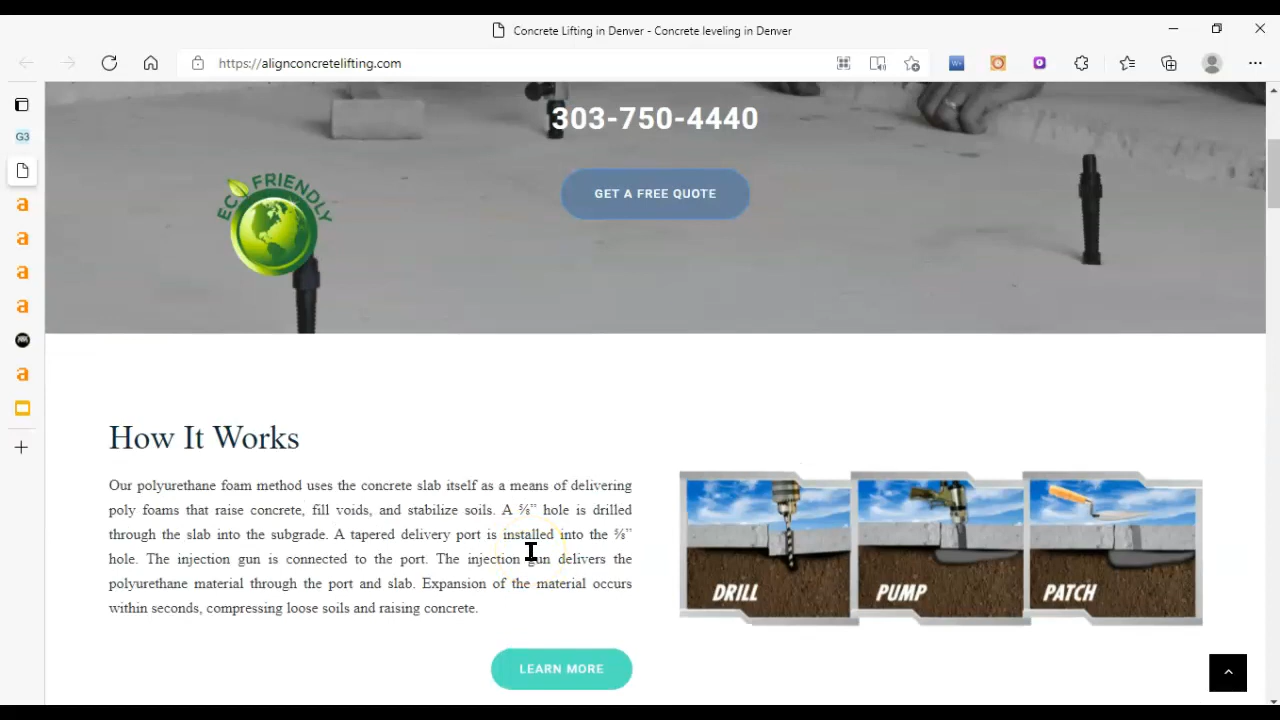 Concrete Lifting in Denver - Concrete leveling in Denver
https://alignconcretelifting.com
G3
a
a
a
a
a
303-750-4440
GET A FREE QUOTE
ECO FRIENDLY
How It Works
Our polyurethane foam method uses the concrete slab itself as a means of delivering
poly foams that raise concrete, fill voids, and stabilize soils. A ⅝” hole is drilled
through the slab into the subgrade. A tapered delivery port is installed into the ⅝”
hole. The injection gun is connected to the port. The injection gun delivers the
polyurethane material through the port and slab. Expansion of the material occurs
within seconds, compressing loose soils and raising concrete.
DRILL
PUMP
PATCH
LEARN MORE